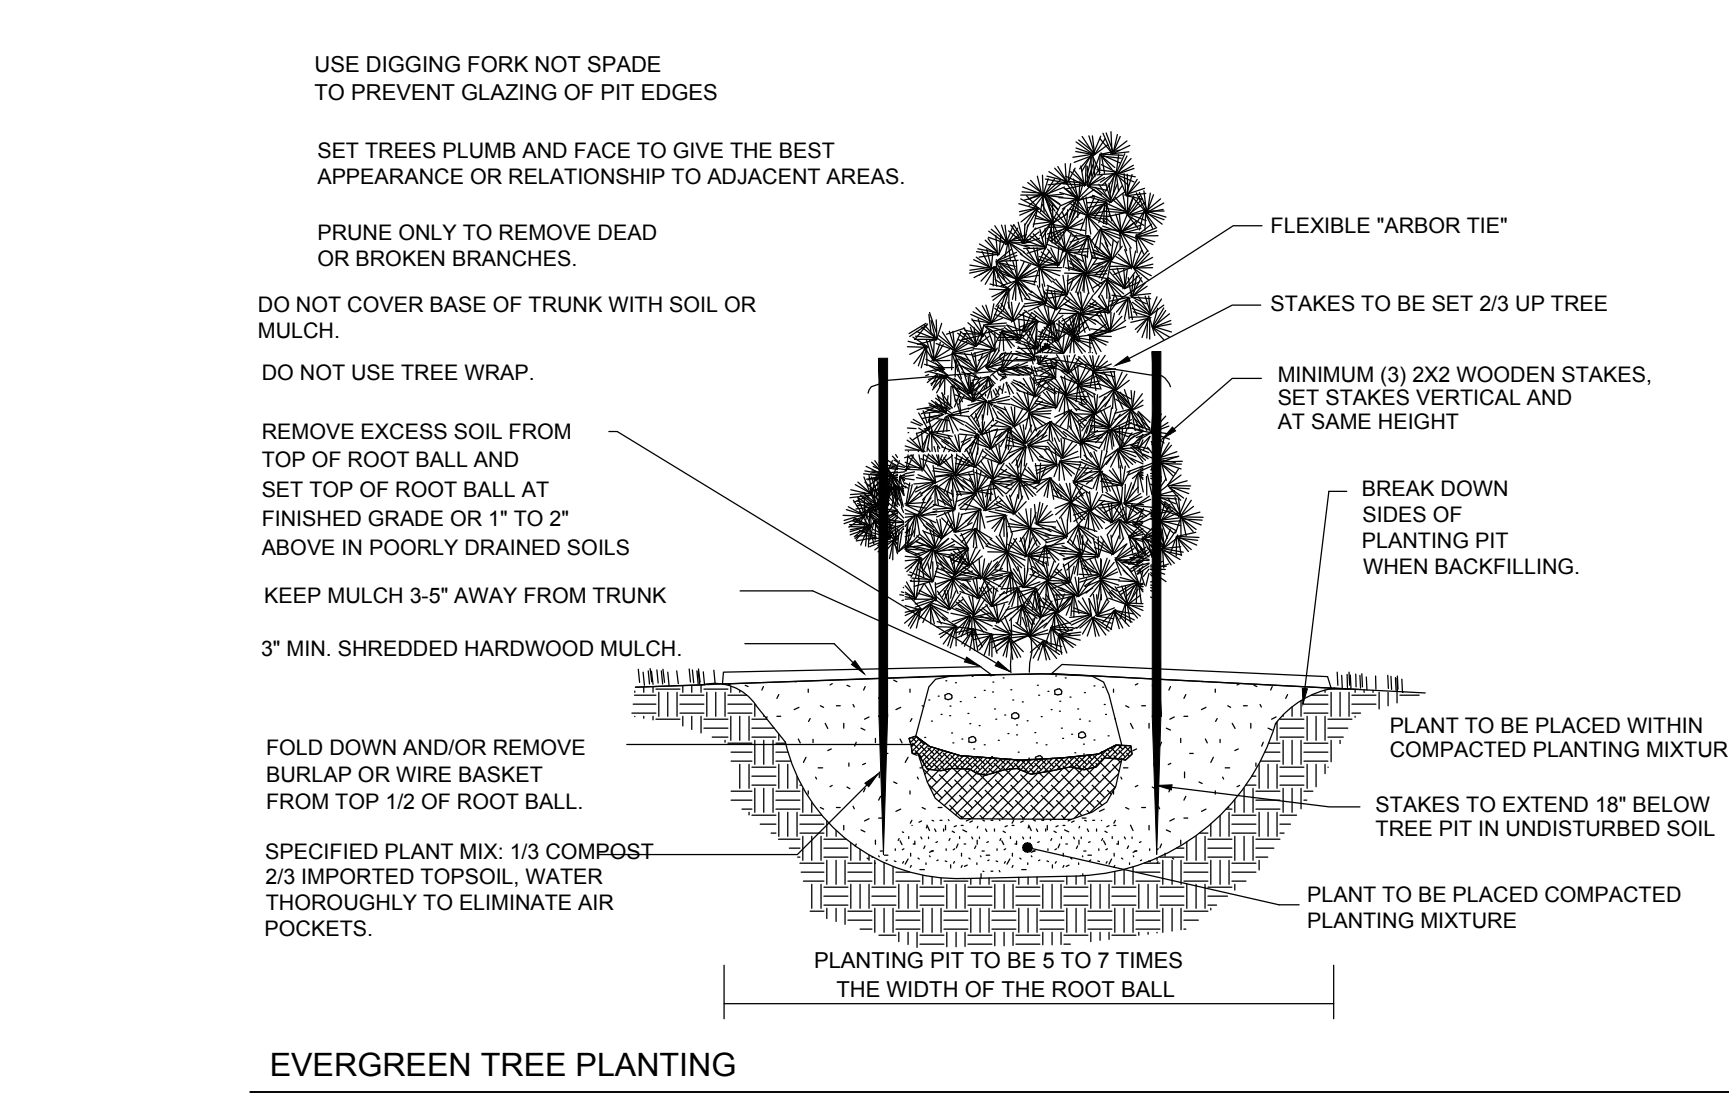 USE DIGGING FORK NOT SPADE
TO PREVENT GLAZING OF PIT EDGES
SET TREES PLUMB AND FACE TO GIVE THE BEST
APPEARANCE OR RELATIONSHIP TO ADJACENT AREAS.
PRUNE ONLY TO REMOVE DEAD
OR BROKEN BRANCHES.
DO NOT COVER BASE OF TRUNK WITH SOIL OR
MULCH.
DO NOT USE TREE WRAP.
REMOVE EXCESS SOIL FROM
TOP OF ROOT BALL AND
SET TOP OF ROOT BALL AT
FINISHED GRADE OR 1" TO 2"
ABOVE IN POORLY DRAINED SOILS
KEEP MULCH 3-5" AWAY FROM TRUNK
3" MIN. SHREDDED HARDWOOD MULCH.
FOLD DOWN AND/OR REMOVE
BURLAP OR WIRE BASKET
FROM TOP 1/2 OF ROOT BALL.
SPECIFIED PLANT MIX: 1/3 COMPOST
2/3 IMPORTED TOPSOIL, WATER
THOROUGHLY TO ELIMINATE AIR
POCKETS.
FLEXIBLE "ARBOR TIE"
STAKES TO BE SET 2/3 UP TREE
MINIMUM (3) 2X2 WOODEN STAKES,
SET STAKES VERTICAL AND
AT SAME HEIGHT
BREAK DOWN
SIDES OF
PLANTING PIT
WHEN BACKFILLING.
PLANT TO BE PLACED WITHIN
COMPACTED PLANTING MIXTUR
STAKES TO EXTEND 18" BELOW
TREE PIT IN UNDISTURBED SOIL
PLANT TO BE PLACED COMPACTED
PLANTING MIXTURE
PLANTING PIT TO BE 5 TO 7 TIMES
THE WIDTH OF THE ROOT BALL
EVERGREEN TREE PLANTING